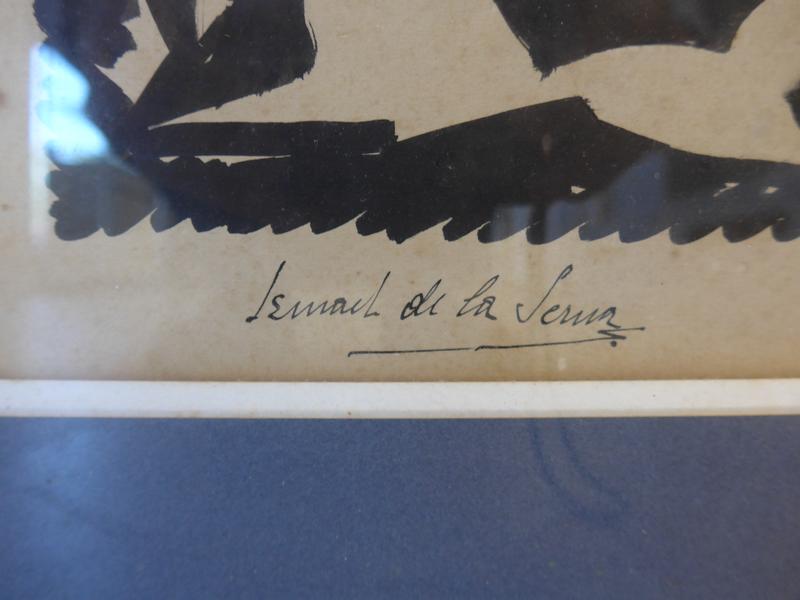 Ismael de la Serna